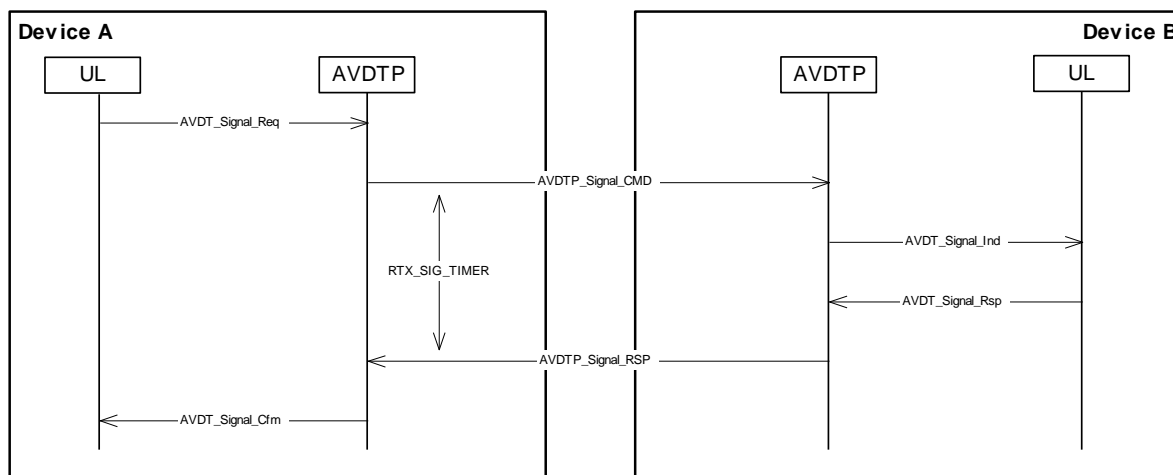 Device A
Device B
UL
AVDTP
AVDTP
UL
AVDT_Signal_Req
AVDTP_Signal_CMD
AVDT_Signal_Ind
RTX_SIG_TIMER
AVDT_Signal_Rsp
AVDTP_Signal_RSP
AVDT_Signal_Cfm